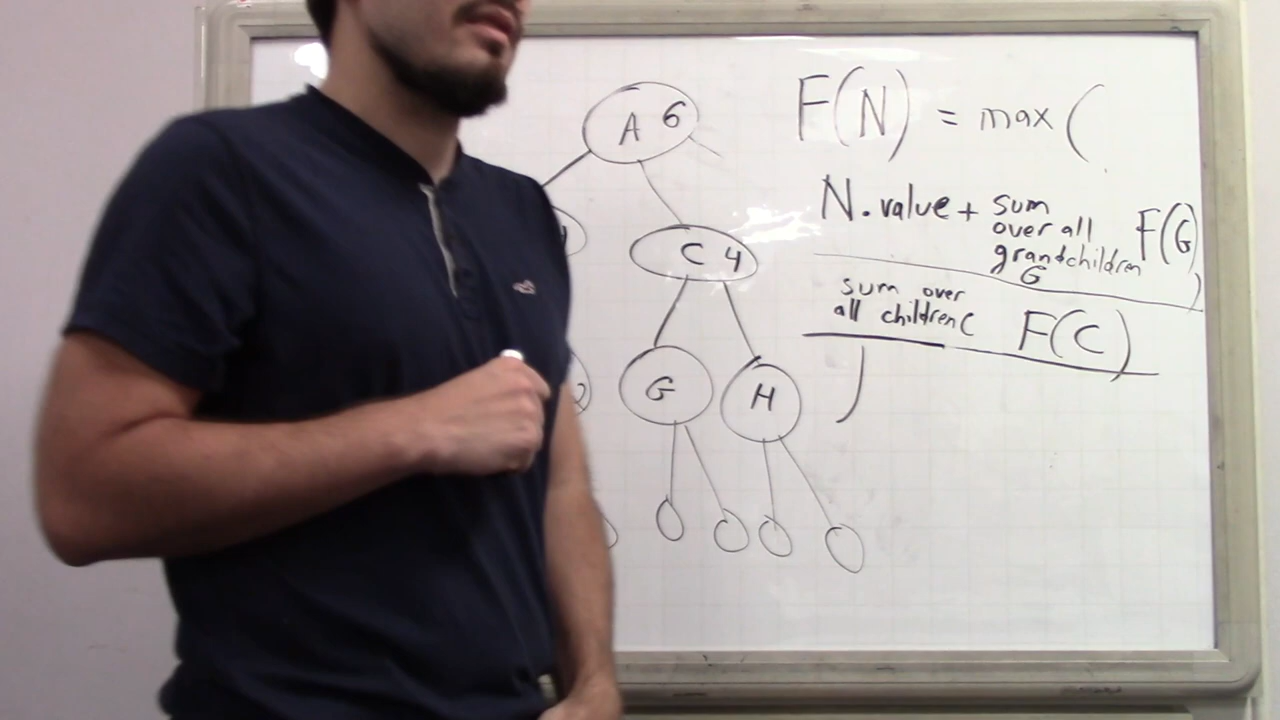 A 6
F(N) = max (
N.value + sum
over all
grandchildren
G
F(G)
)
C 4
sum over
all children C
F(C)
)
G
H